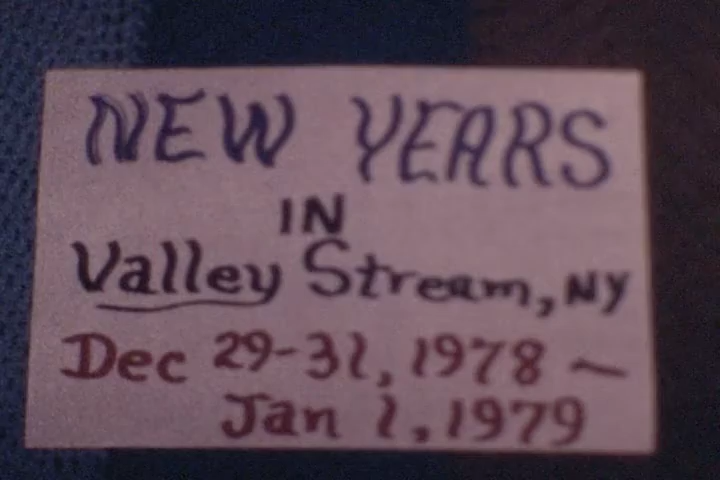 NEW YEARS
IN
Valley Stream, NY
Dec 29-31, 1978 ~
Jan 1, 1979